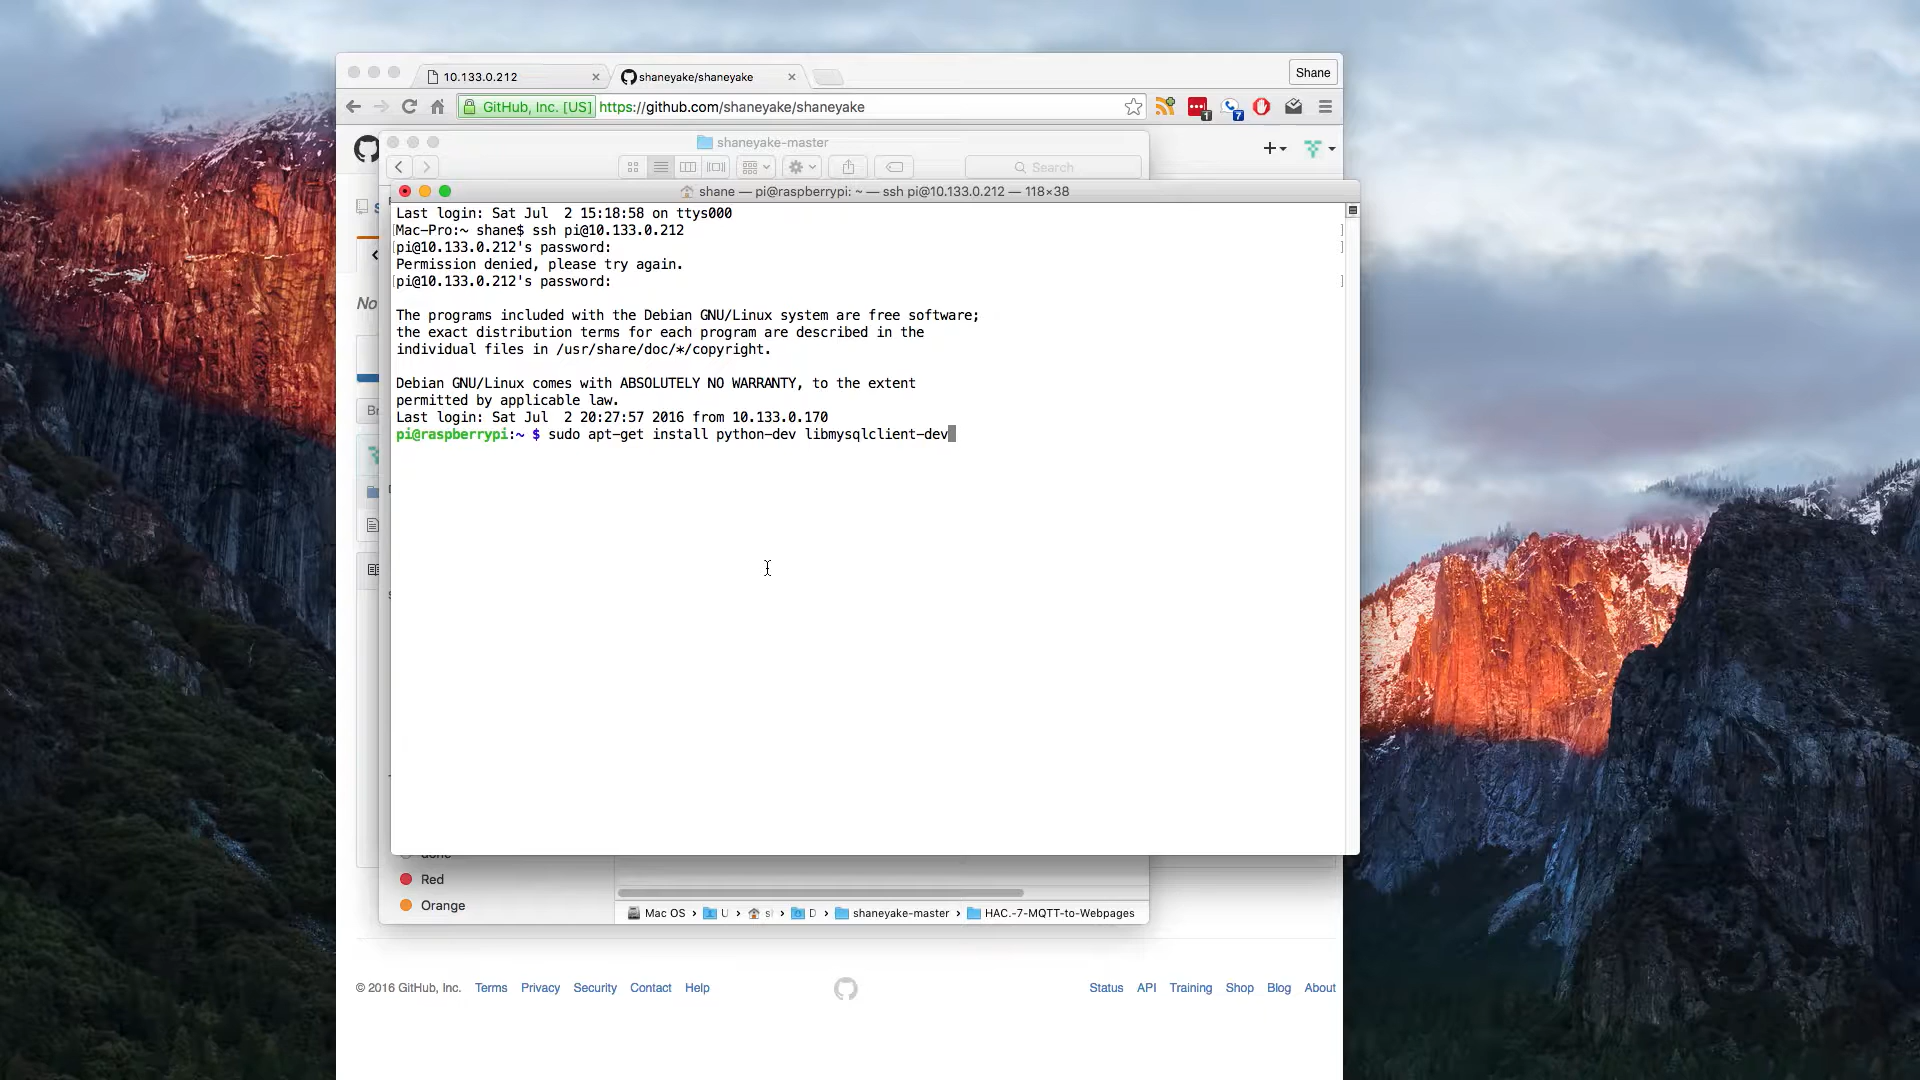 10.133.0.212
shaneyake/shaneyake
Shane
GitHub, Inc. [US]
https://github.com/shaneyake/shaneyake
1
7
shaneyake-master
Search
shane — pi@raspberrypi: ~ — ssh pi@10.133.0.212 — 118×38
Last login: Sat Jul  2 15:18:58 on ttys000
Mac-Pro:~ shane$ ssh pi@10.133.0.212
pi@10.133.0.212's password:
Permission denied, please try again.
pi@10.133.0.212's password:
The programs included with the Debian GNU/Linux system are free software;
the exact distribution terms for each program are described in the
individual files in /usr/share/doc/*/copyright.
Debian GNU/Linux comes with ABSOLUTELY NO WARRANTY, to the extent
permitted by applicable law.
Last login: Sat Jul  2 20:27:57 2016 from 10.133.0.170
pi@raspberrypi:~ $ sudo apt-get install python-dev libmysqlclient-dev
No
Red
Orange
Mac OS › U › › D › shaneyake-master › HAC.-7-MQTT-to-Webpages
© 2016 GitHub, Inc. Terms Privacy Security Contact Help
Status API Training Shop Blog About